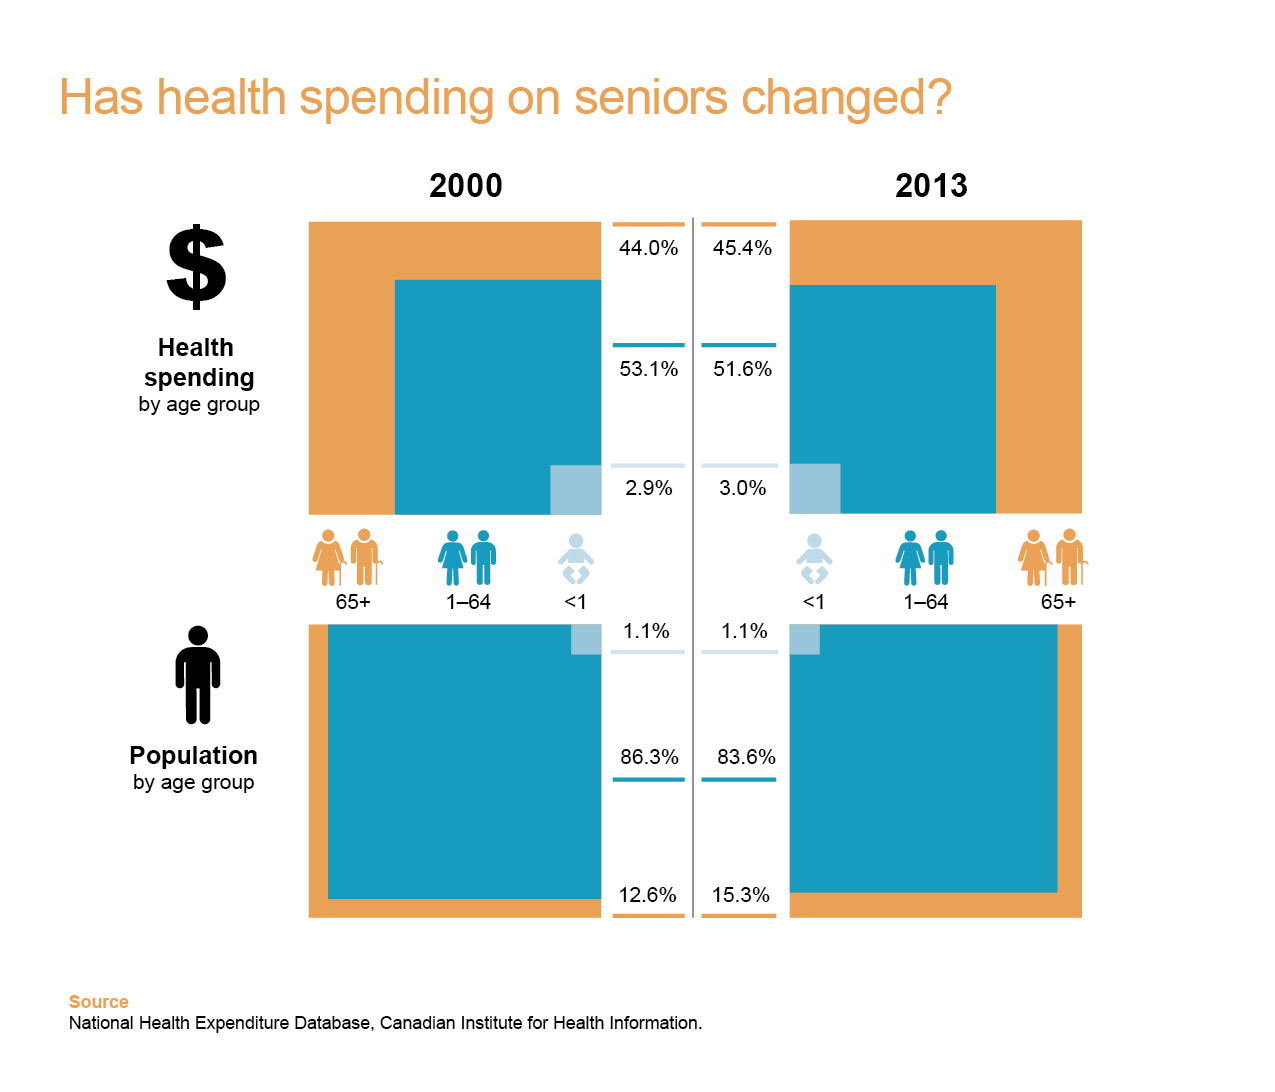 Has health spending on seniors changed?
2000
2013
$
Health
spending
by age group
44.0%
45.4%
53.1%
51.6%
2.9%
3.0%
65+
1–64
<1
<1
1–64
65+
Population
by age group
1.1%
1.1%
86.3%
83.6%
12.6%
15.3%
Source
National Health Expenditure Database, Canadian Institute for Health Information.